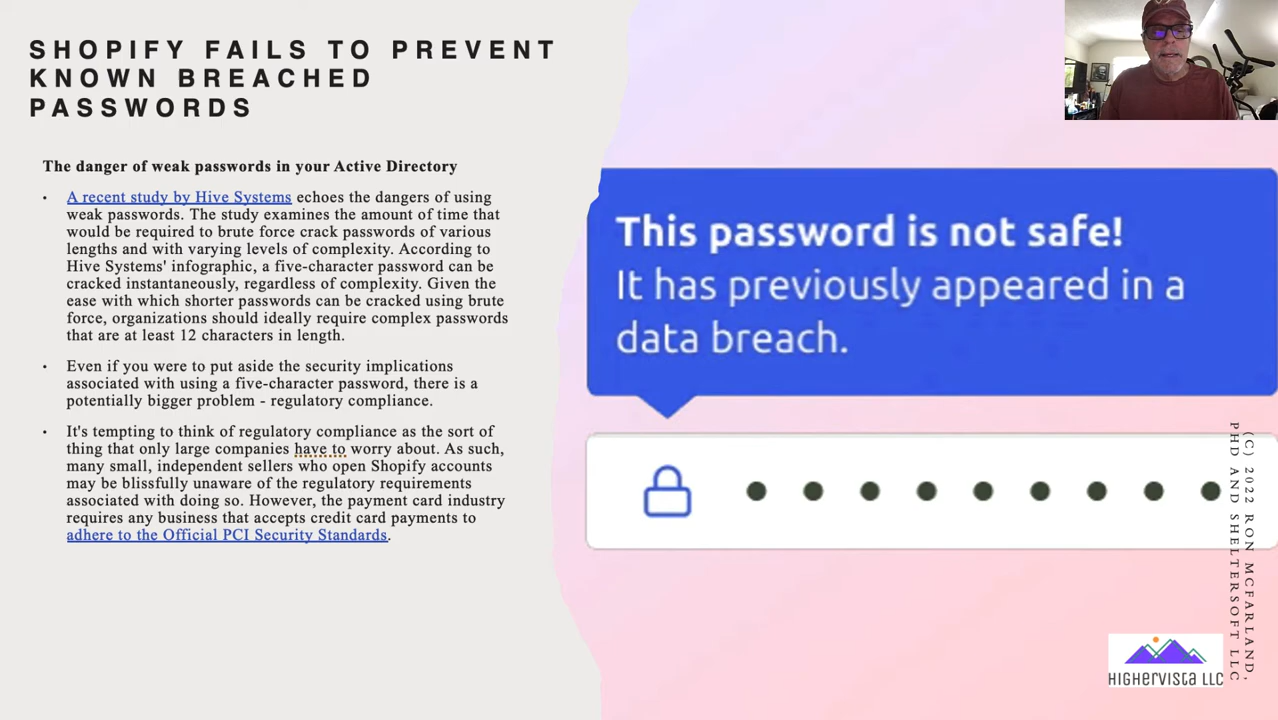 SHOPIFY FAILS TO PREVENT
KNOWN BREACHED
PASSWORDS
The danger of weak passwords in your Active Directory
• A recent study by Hive Systems echoes the dangers of using
weak passwords. The study examines the amount of time that
would be required to brute force crack passwords of various
lengths and with varying levels of complexity. According to
Hive Systems' infographic, a five-character password can be
cracked instantaneously, regardless of complexity. Given the
ease with which shorter passwords can be cracked using brute
force, organizations should ideally require complex passwords
that are at least 12 characters in length.
• Even if you were to put aside the security implications
associated with using a five-character password, there is a
potentially bigger problem - regulatory compliance.
• It's tempting to think of regulatory compliance as the sort of
thing that only large companies have to worry about. As such,
many small, independent sellers who open Shopify accounts
may be blissfully unaware of the regulatory requirements
associated with doing so. However, the payment card industry
requires any business that accepts credit card payments to
adhere to the Official PCI Security Standards.
This password is not safe!
It has previously appeared in a
data breach.
(C) 2022 RON MCFARLAND,
PHD AND SHELTERSOFT LLC
HIGHERVISTA LLC